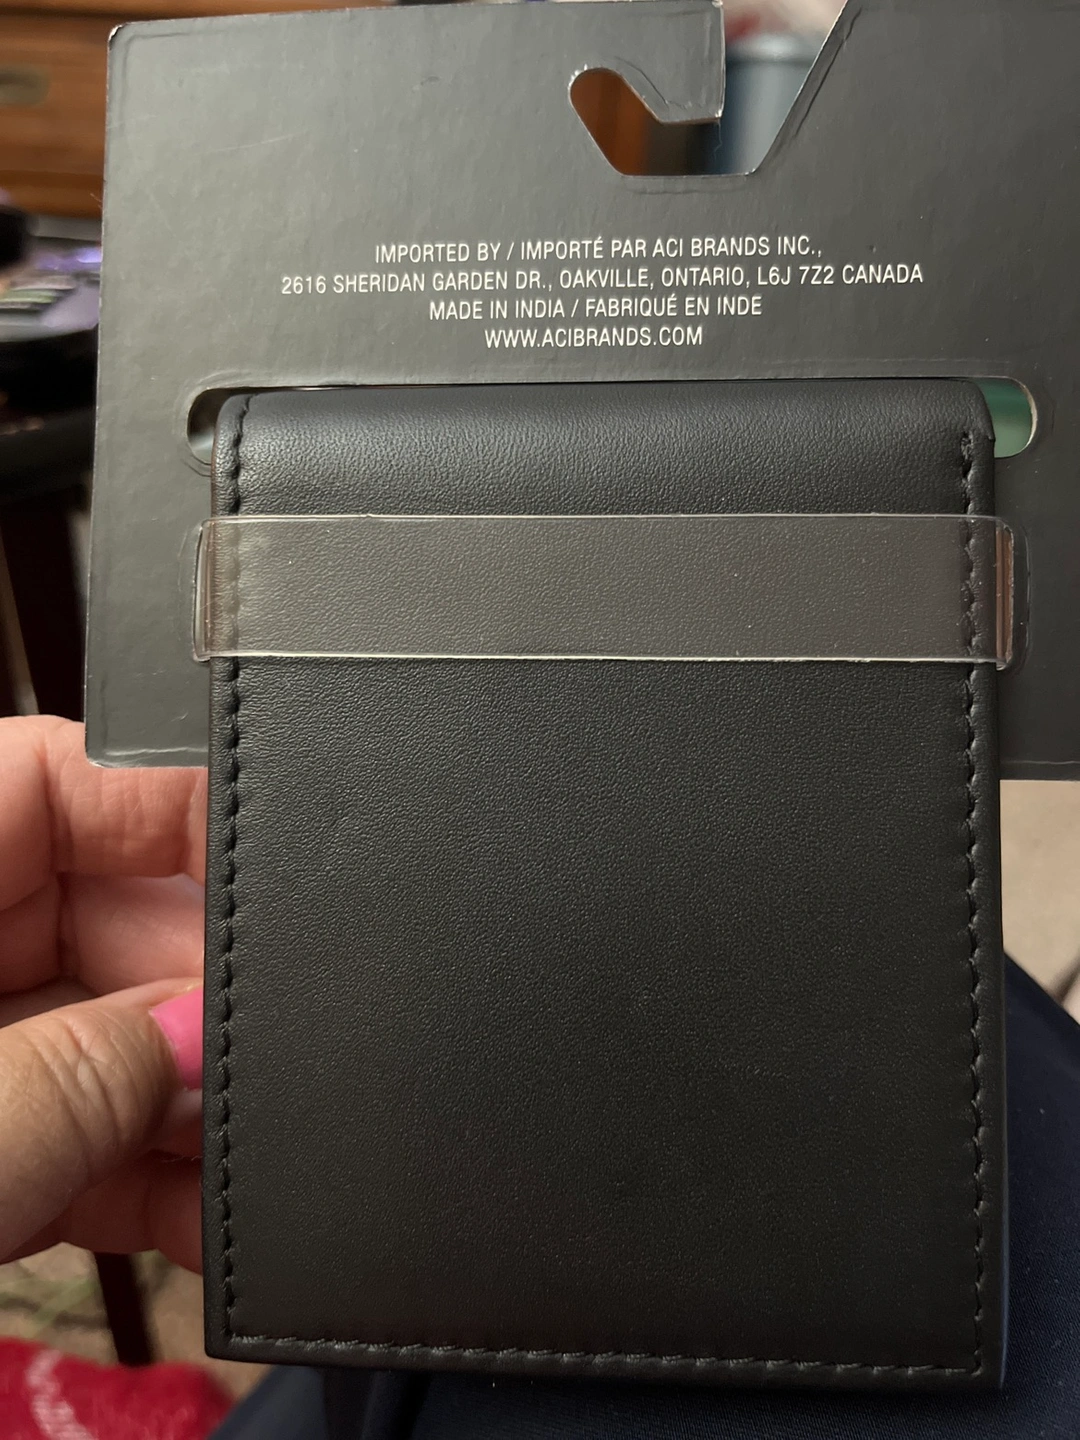 IMPORTED BY / IMPORTÉ PAR ACI BRANDS INC.,
2616 SHERIDAN GARDEN DR., OAKVILLE, ONTARIO, L6J 7Z2 CANADA
MADE IN INDIA / FABRIQUÉ EN INDE
WWW.ACIBRANDS.COM